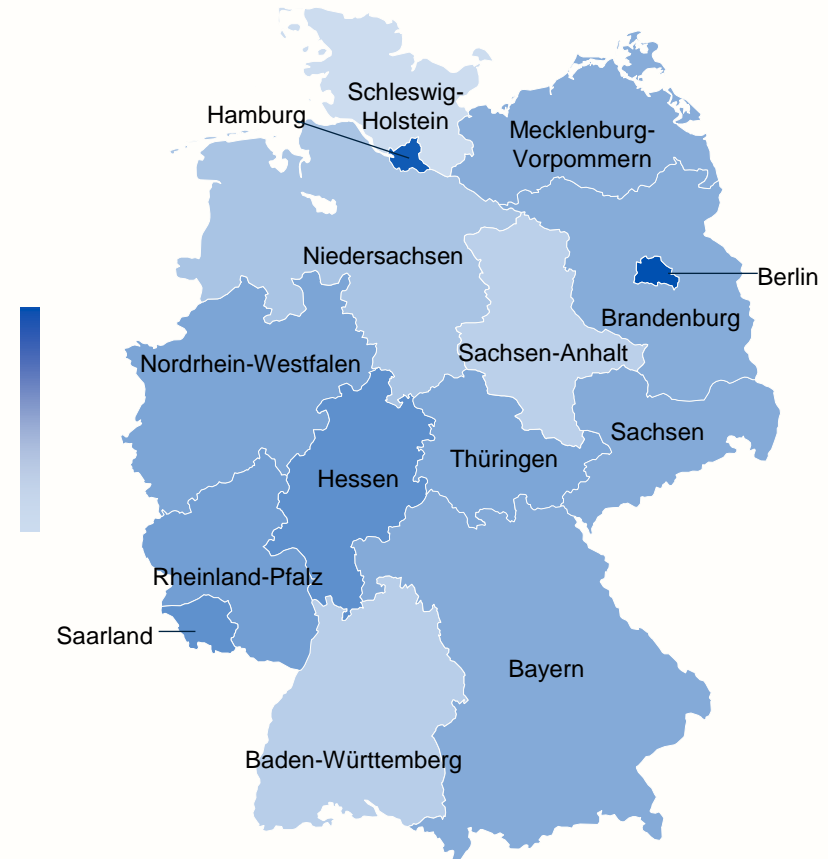 Schleswig-
Holstein
Hamburg
Mecklenburg-
Vorpommern
Niedersachsen
Berlin
Brandenburg
Sachsen-Anhalt
Nordrhein-Westfalen
Sachsen
Thüringen
Hessen
Rheinland-Pfalz
Saarland
Bayern
Baden-Württemberg